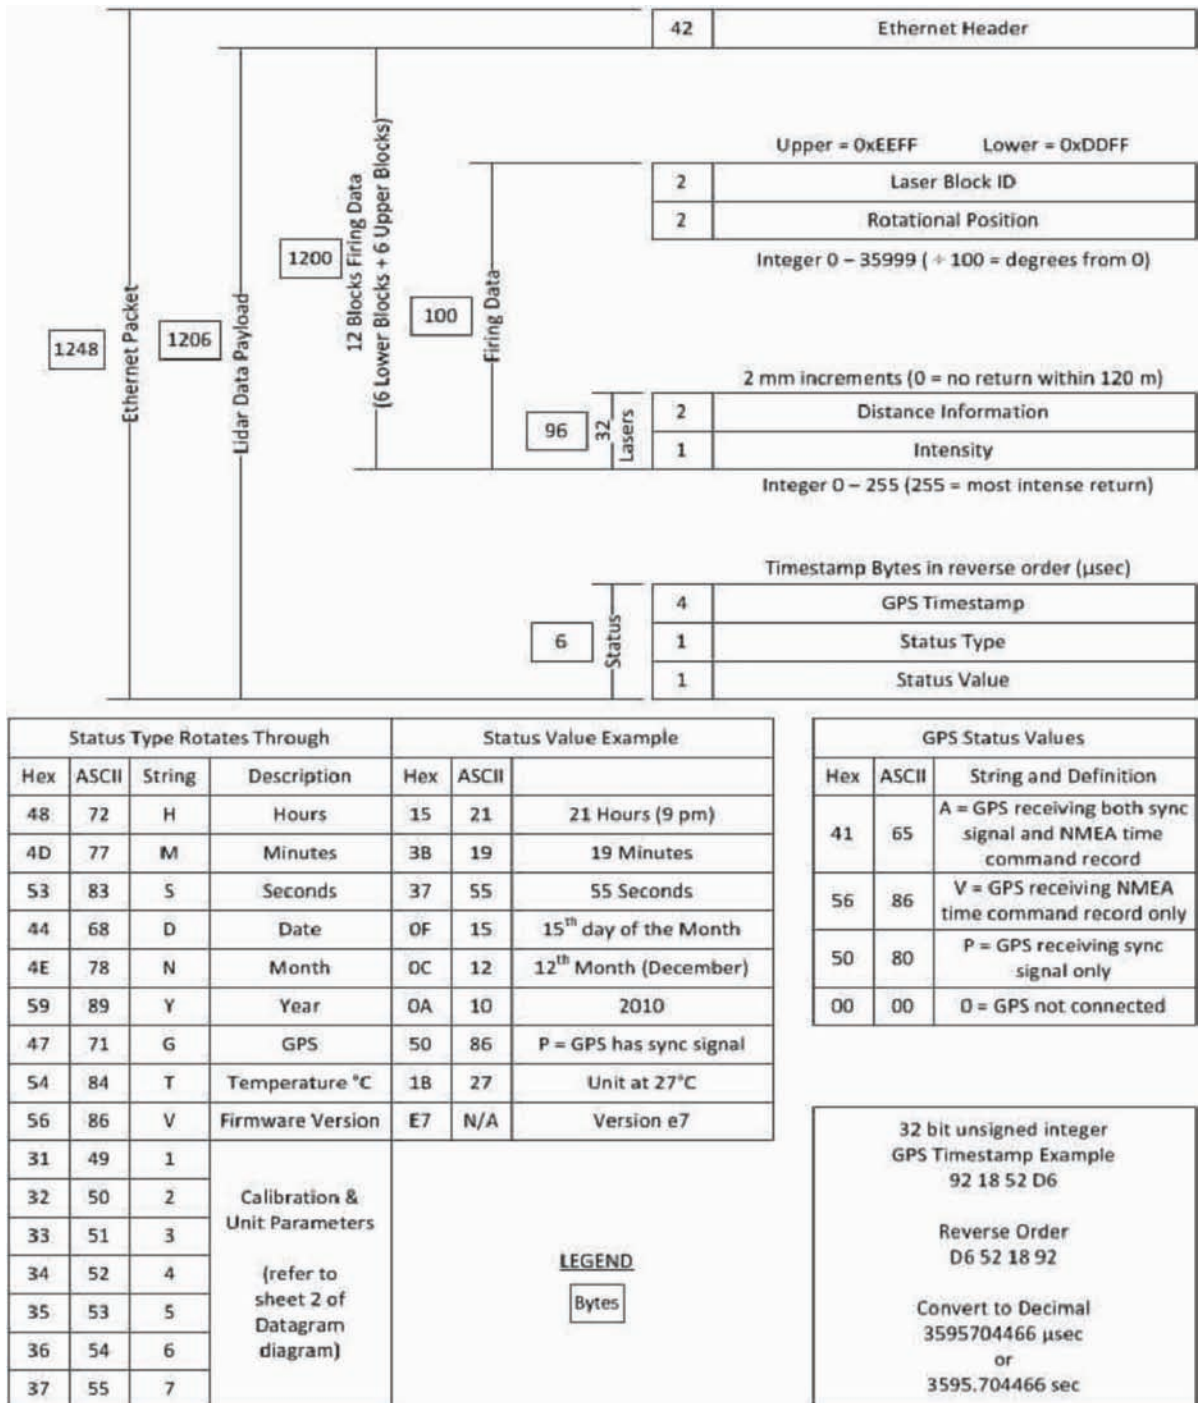 42 Ethernet Header
Upper = 0xEEFF Lower = 0xDDFF
2 Laser Block ID
2 Rotational Position
Integer 0 – 35999 ( ÷ 100 = degrees from 0)
1248
Ethernet Packet
1206
Lidar Data Payload
1200
12 Blocks Firing Data
(6 Lower Blocks + 6 Upper Blocks)
100
Firing Data
2 mm increments (0 = no return within 120 m)
96
32
Lasers
2 Distance Information
1 Intensity
Integer 0 – 255 (255 = most intense return)
Timestamp Bytes in reverse order (µsec)
6
Status
4 GPS Timestamp
1 Status Type
1 Status Value
Status Type Rotates Through Status Value Example
Hex ASCII String Description Hex ASCII
48 72 H Hours 15 21 21 Hours (9 pm)
4D 77 M Minutes 3B 19 19 Minutes
53 83 S Seconds 37 55 55 Seconds
44 68 D Date 0F 15 15th day of the Month
4E 78 N Month 0C 12 12th Month (December)
59 89 Y Year 0A 10 2010
47 71 G GPS 50 86 P = GPS has sync signal
54 84 T Temperature °C 1B 27 Unit at 27°C
56 86 V Firmware Version E7 N/A Version e7
31 49 1
32 50 2
33 51 3
34 52 4
35 53 5
36 54 6
37 55 7
Calibration &
Unit Parameters
(refer to
sheet 2 of
Datagram
diagram)
LEGEND
Bytes
GPS Status Values
Hex ASCII String and Definition
41 65 A = GPS receiving both sync
signal and NMEA time
command record
56 86 V = GPS receiving NMEA
time command record only
50 80 P = GPS receiving sync
signal only
00 00 0 = GPS not connected
32 bit unsigned integer
GPS Timestamp Example
92 18 52 D6
Reverse Order
D6 52 18 92
Convert to Decimal
3595704466 µsec
or
3595.704466 sec